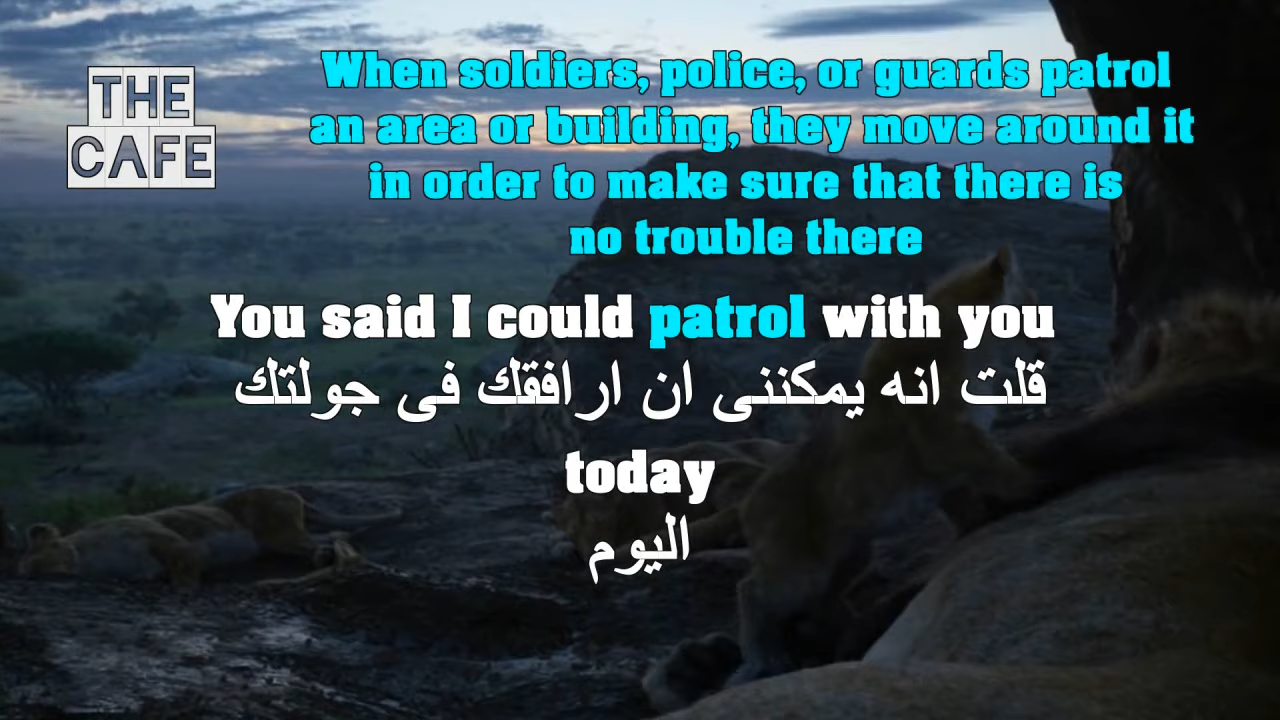 THE
CAFE
When soldiers, police, or guards patrol
an area or building, they move around it
in order to make sure that there is
no trouble there
You said I could patrol with you
قلت انه يمكننى ان ارافقك فى جولتك
today
اليوم